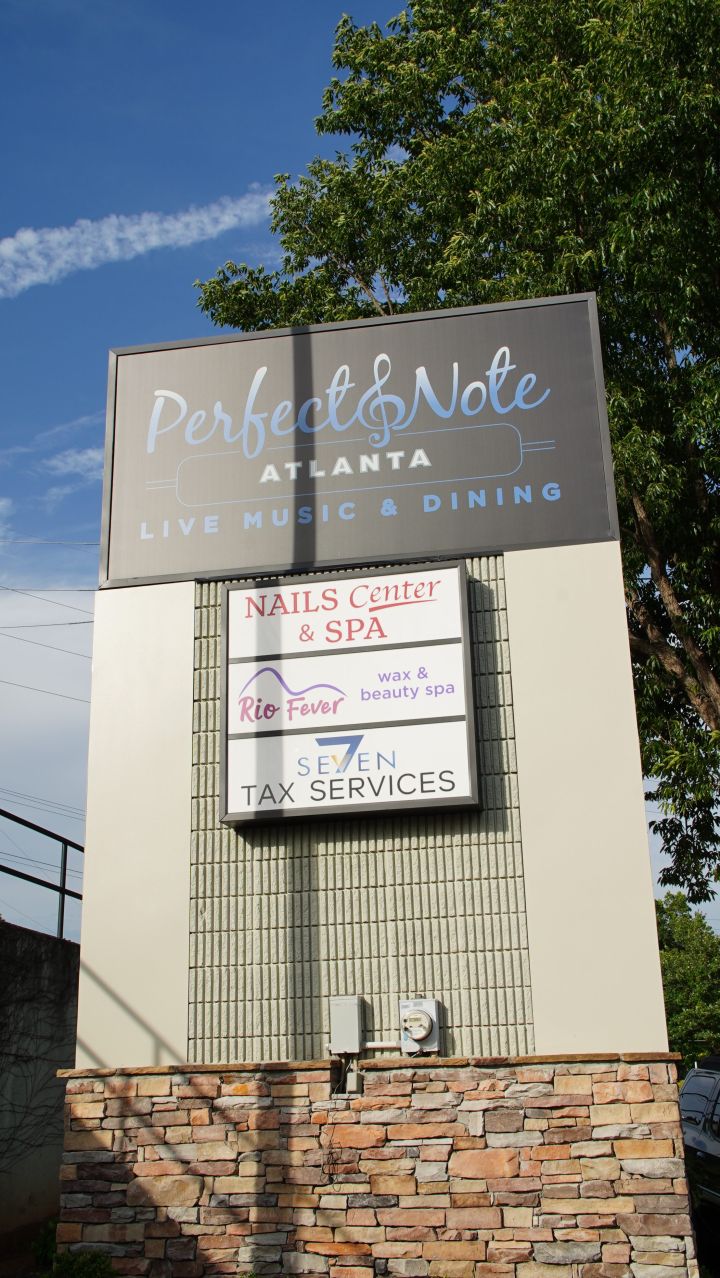 Perfect Note
ATLANTA
LIVE MUSIC & DINING
NAILS Center
& SPA
Rio Fever
wax &
beauty spa
SEVEN
TAX SERVICES